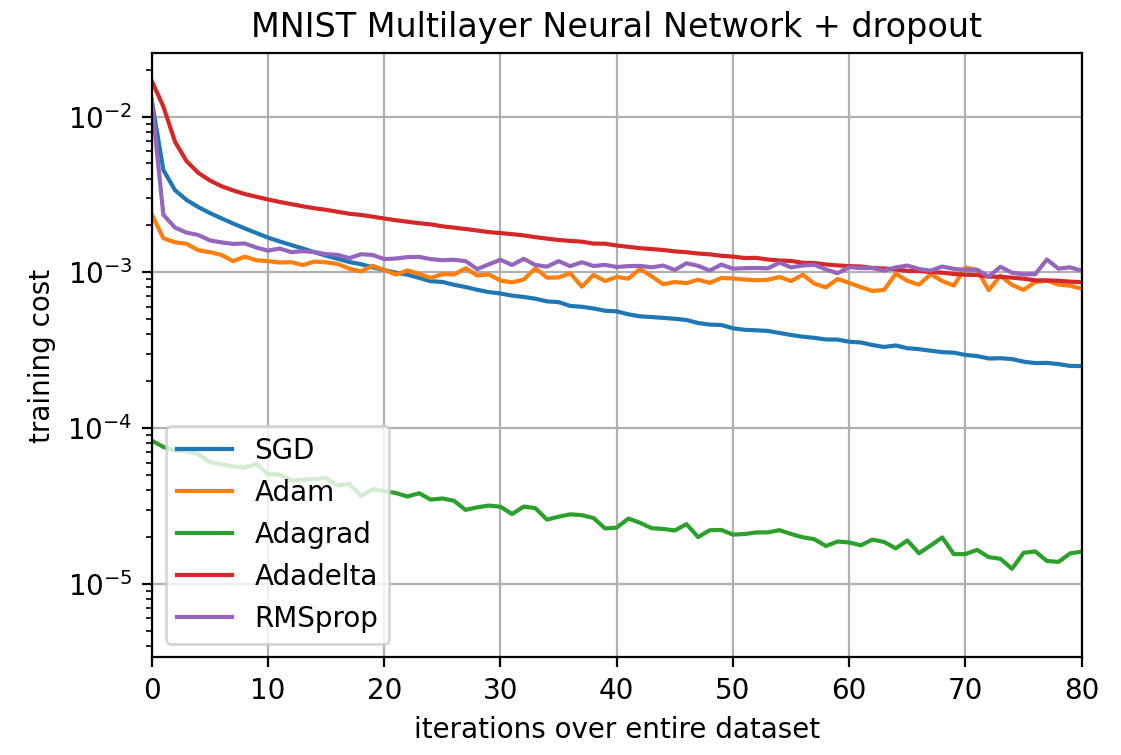 MNIST Multilayer Neural Network + dropout
10⁻²
10⁻³
10⁻⁴
10⁻⁵
training cost
SGD
Adam
Adagrad
Adadelta
RMSprop
0 10 20 30 40 50 60 70 80
iterations over entire dataset